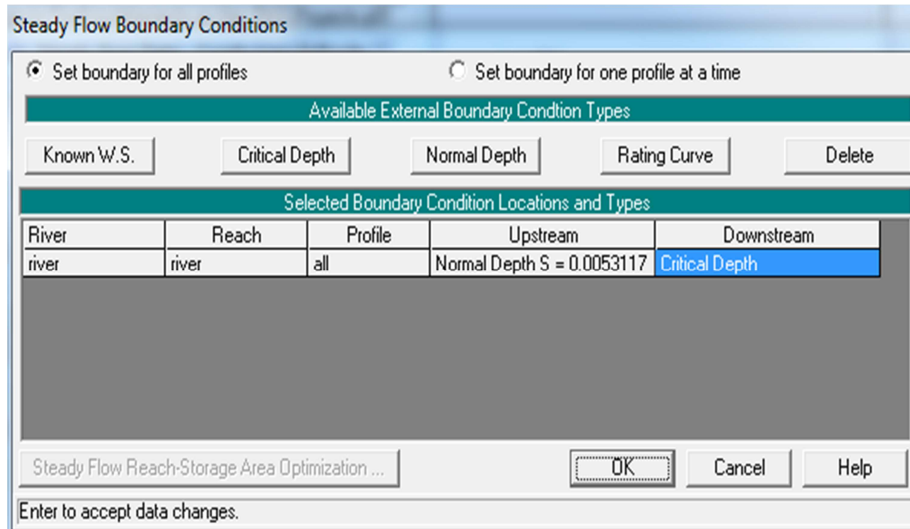 Steady Flow Boundary Conditions
Set boundary for all profiles Set boundary for one profile at a time
Available External Boundary Condtion Types
Known W.S. Critical Depth Normal Depth Rating Curve Delete
Selected Boundary Condition Locations and Types
River Reach Profile Upstream Downstream
river river all Normal Depth S = 0.0053117 Critical Depth
Steady Flow Reach-Storage Area Optimization ... OK Cancel Help
Enter to accept data changes.